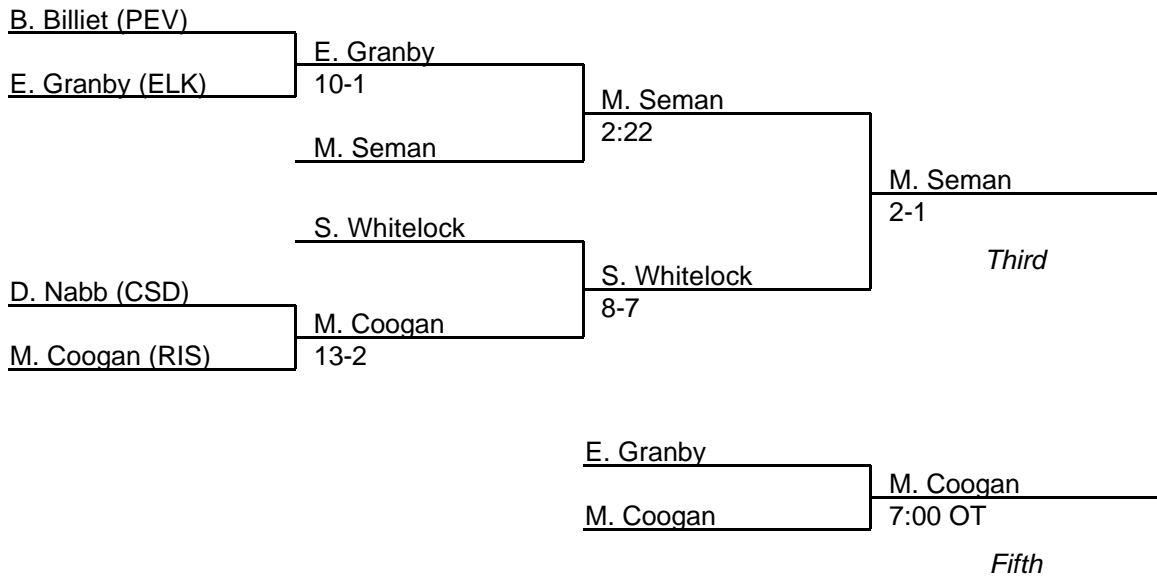 B. Billiet (PEV)
E. Granby
E. Granby (ELK)
10-1
M. Seman
2:22
M. Seman
M. Seman
2-1
S. Whitelock
Third
D. Nabb (CSD)
S. Whitelock
8-7
M. Coogan
M. Coogan (RIS)
13-2
E. Granby
M. Coogan
M. Coogan
7:00 OT
Fifth